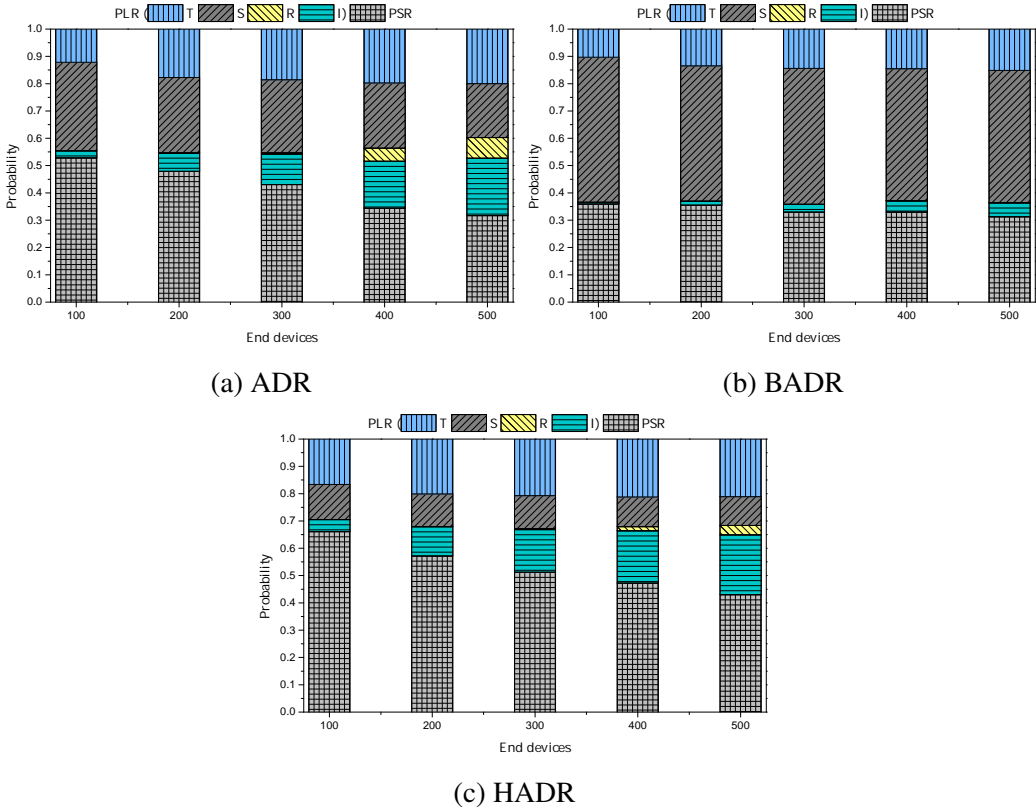 PLR ( T S R I) PSR
1.0
0.9
0.8
0.7
0.6
0.5
0.4
0.3
0.2
0.1
0.0
Probability
100 200 300 400 500
End devices
(a) ADR
PLR ( T S R I) PSR
1.0
0.9
0.8
0.7
0.6
0.5
0.4
0.3
0.2
0.1
0.0
Probability
100 200 300 400 500
End devices
(b) BADR
PLR ( T S R I) PSR
1.0
0.9
0.8
0.7
0.6
0.5
0.4
0.3
0.2
0.1
0.0
Probability
100 200 300 400 500
End devices
(c) HADR